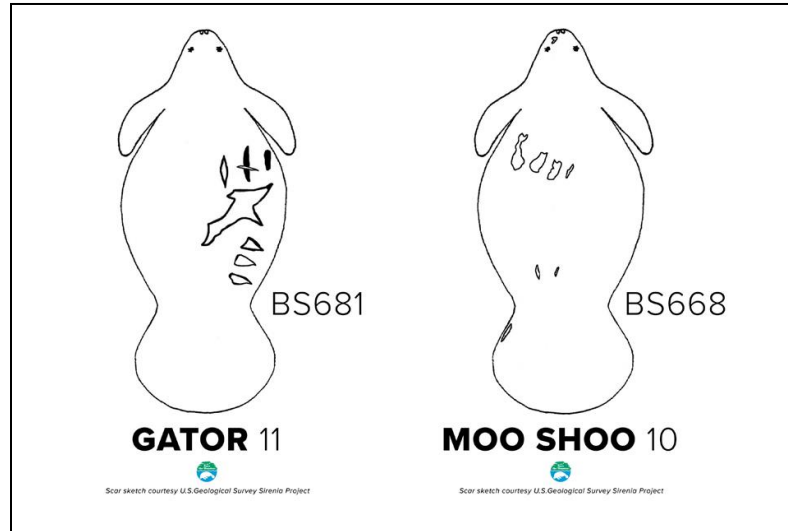 BS681
GATOR 11
Scar sketch courtesy U.S.Geological Survey Sirenia Project
BS668
MOO SHOO 10
Scar sketch courtesy U.S.Geological Survey Sirenia Project